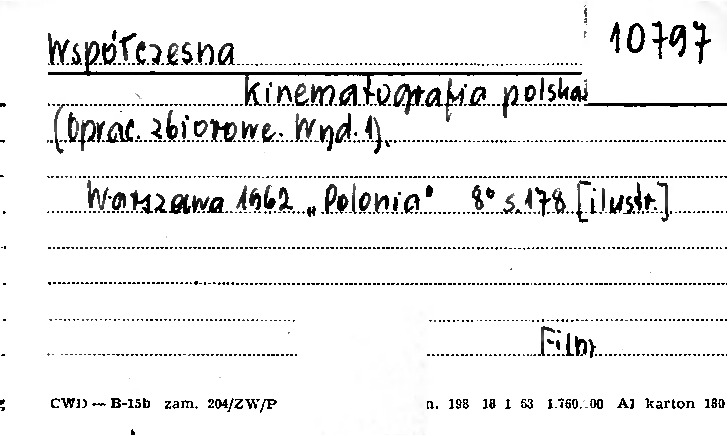 10797
Współczesna
kinematografia polska
(Oprac. zbiorowe. Wyd. 1).
Warszawa 1962 „Polonia" 8° s. 178 [ilustr.]
Film
CWD — B-15b zam. 204/ZW/P n. 198 18 1 63 1.760..00 A1 karton 180